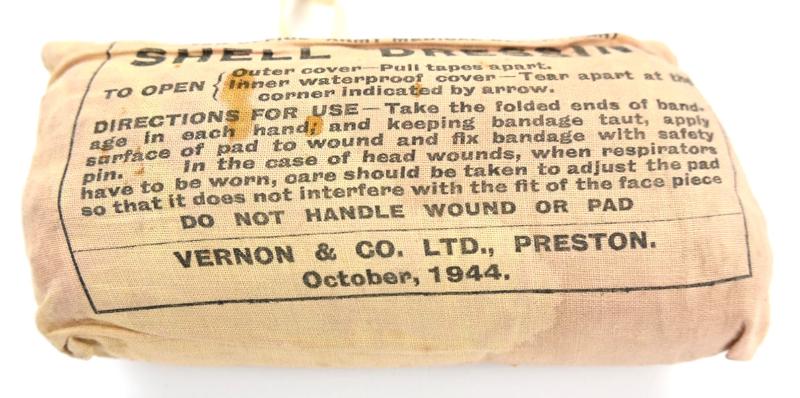 SHELL DRESSIN
Outer cover—Pull tapes apart.
TO OPEN { Inner waterproof cover—Tear apart at the
corner indicated by arrow.
DIRECTIONS FOR USE—Take the folded ends of band-
age in each hand, and keeping bandage taut, apply
surface of pad to wound and fix bandage with safety
pin. In the case of head wounds, when respirators
have to be worn, care should be taken to adjust the pad
so that it does not interfere with the fit of the face piece
DO NOT HANDLE WOUND OR PAD
VERNON & CO. LTD., PRESTON.
October, 1944.